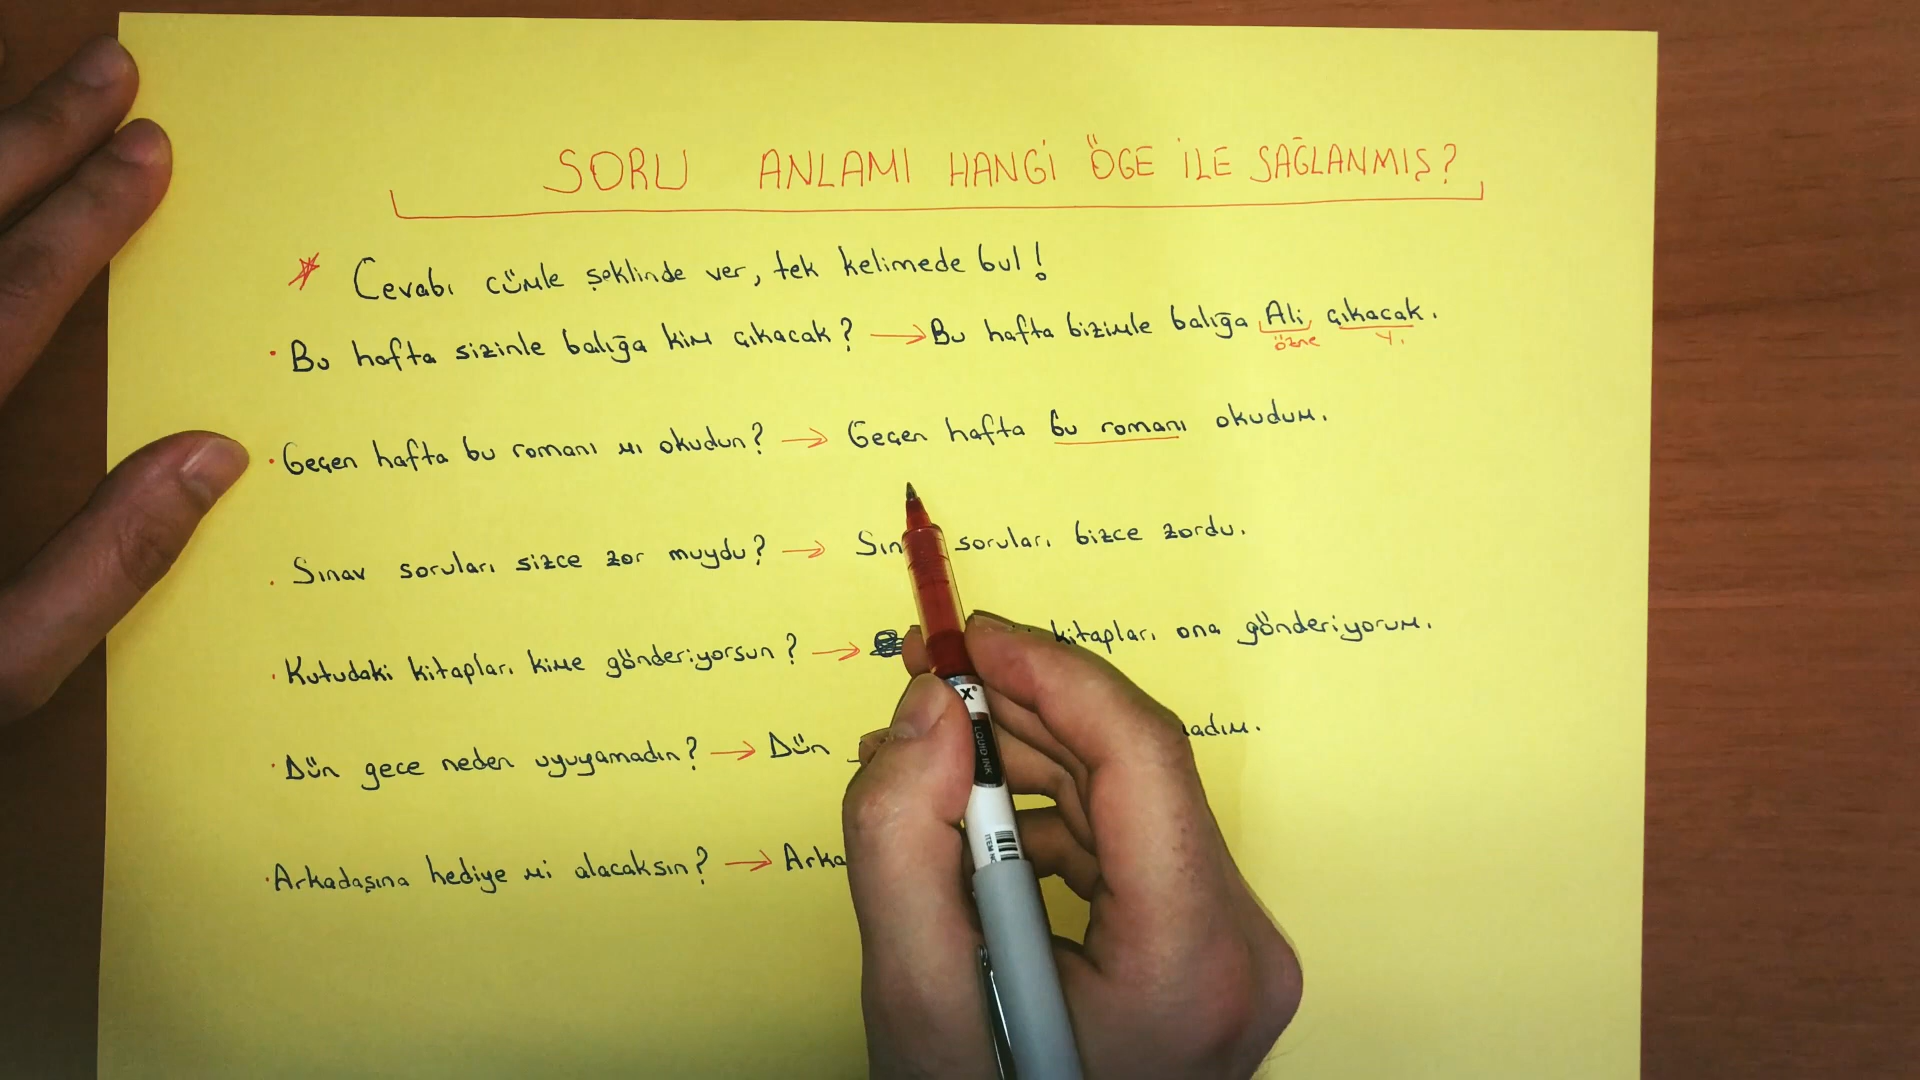 SORU ANLAMI HANGİ ÖGE İLE SAĞLANMIŞ?
Cevabı cümle şeklinde ver, tek kelimede bul!
Bu hafta sizinle balığa kim çıkacak? → Bu hafta bizimle balığa Ali çıkacak.
özne Y.
Geçen hafta bu romanı mı okudun? → Geçen hafta bu romanı okudum.
Sınav soruları sizce zor muydu? → soruları bizce zordu.
Kutudaki kitapları kime gönderiyorsun? → kitapları ona gönderiyorum.
Dün gece neden uyuyamadın? → Dün
Arkadaşına hediye mi alacaksın? →
X°
LIQUID INK